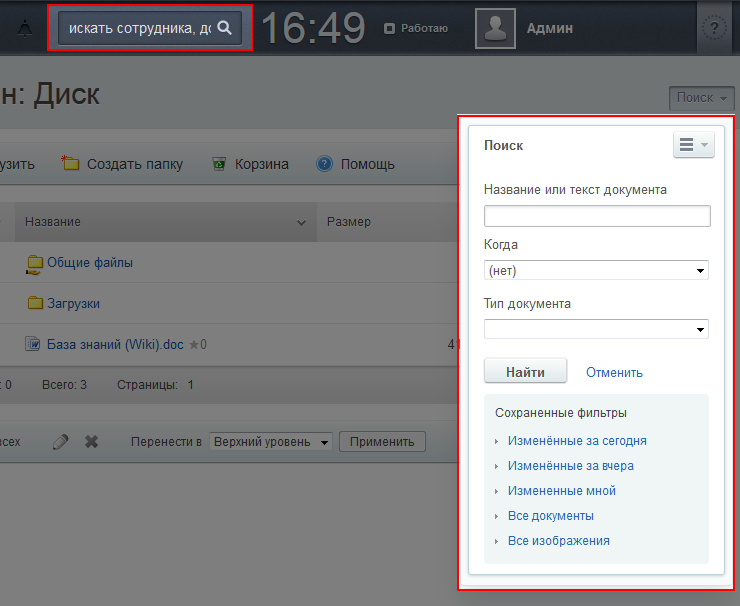 искать сотрудника, до
16:49
Работаю
Админ
?
н: Диск
Поиск
узить
Создать папку
Корзина
Помощь
Название
Размер
Общие файлы
Загрузки
База знаний (Wiki).doc ★0
41
: 0
Всего: 3
Страницы: 1
всех
Перенести в
Верхний уровень
Применить
Поиск
Название или текст документа
Когда
(нет)
Тип документа
Найти
Отменить
Сохраненные фильтры
Изменённые за сегодня
Изменённые за вчера
Измененные мной
Все документы
Все изображения